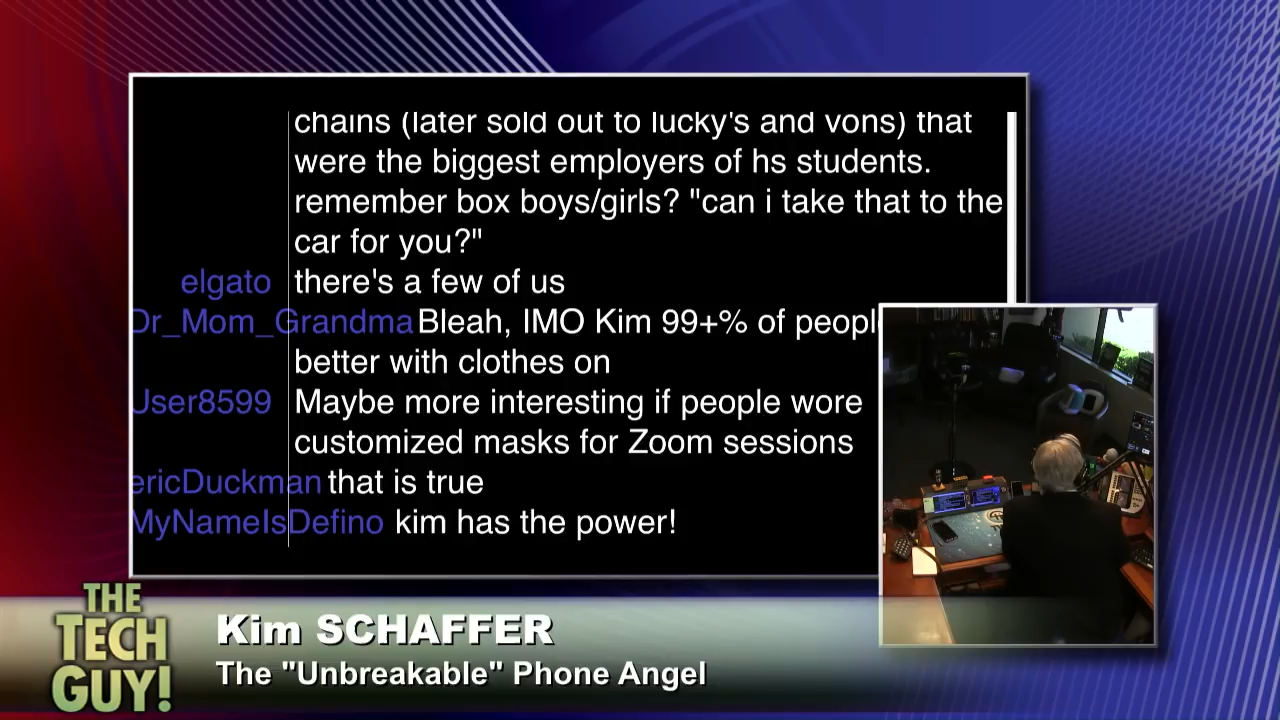 chains (later sold out to lucky's and vons) that
were the biggest employers of hs students.
remember box boys/girls? "can i take that to the
car for you?"
elgato there's a few of us
Dr_Mom_Grandma Bleah, IMO Kim 99+% of people
better with clothes on
User8599 Maybe more interesting if people wore
customized masks for Zoom sessions
ericDuckman that is true
MyNameIsDefino kim has the power!
THE
TECH
GUY!
Kim SCHAFFER
The "Unbreakable" Phone Angel